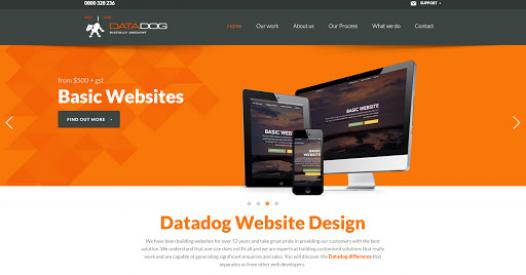 0800 328 236
SUPPORT
DATADOG
Home Our work About us Our Process What we do Contact
from $500 + gst
Basic Websites
FIND OUT MORE
BASIC WEBSITE
BASIC WEBSITE
BASIC WEBSITE
Datadog Website Design
We have been building websites for over 12 years and take great pride in providing our customers with the best
solution. We understand that one size does not fit all and we are experts at building customised solutions that really
work and are capable of generating significant enquiries and sales. You will discover the Datadog difference that
separates us from other web developers.